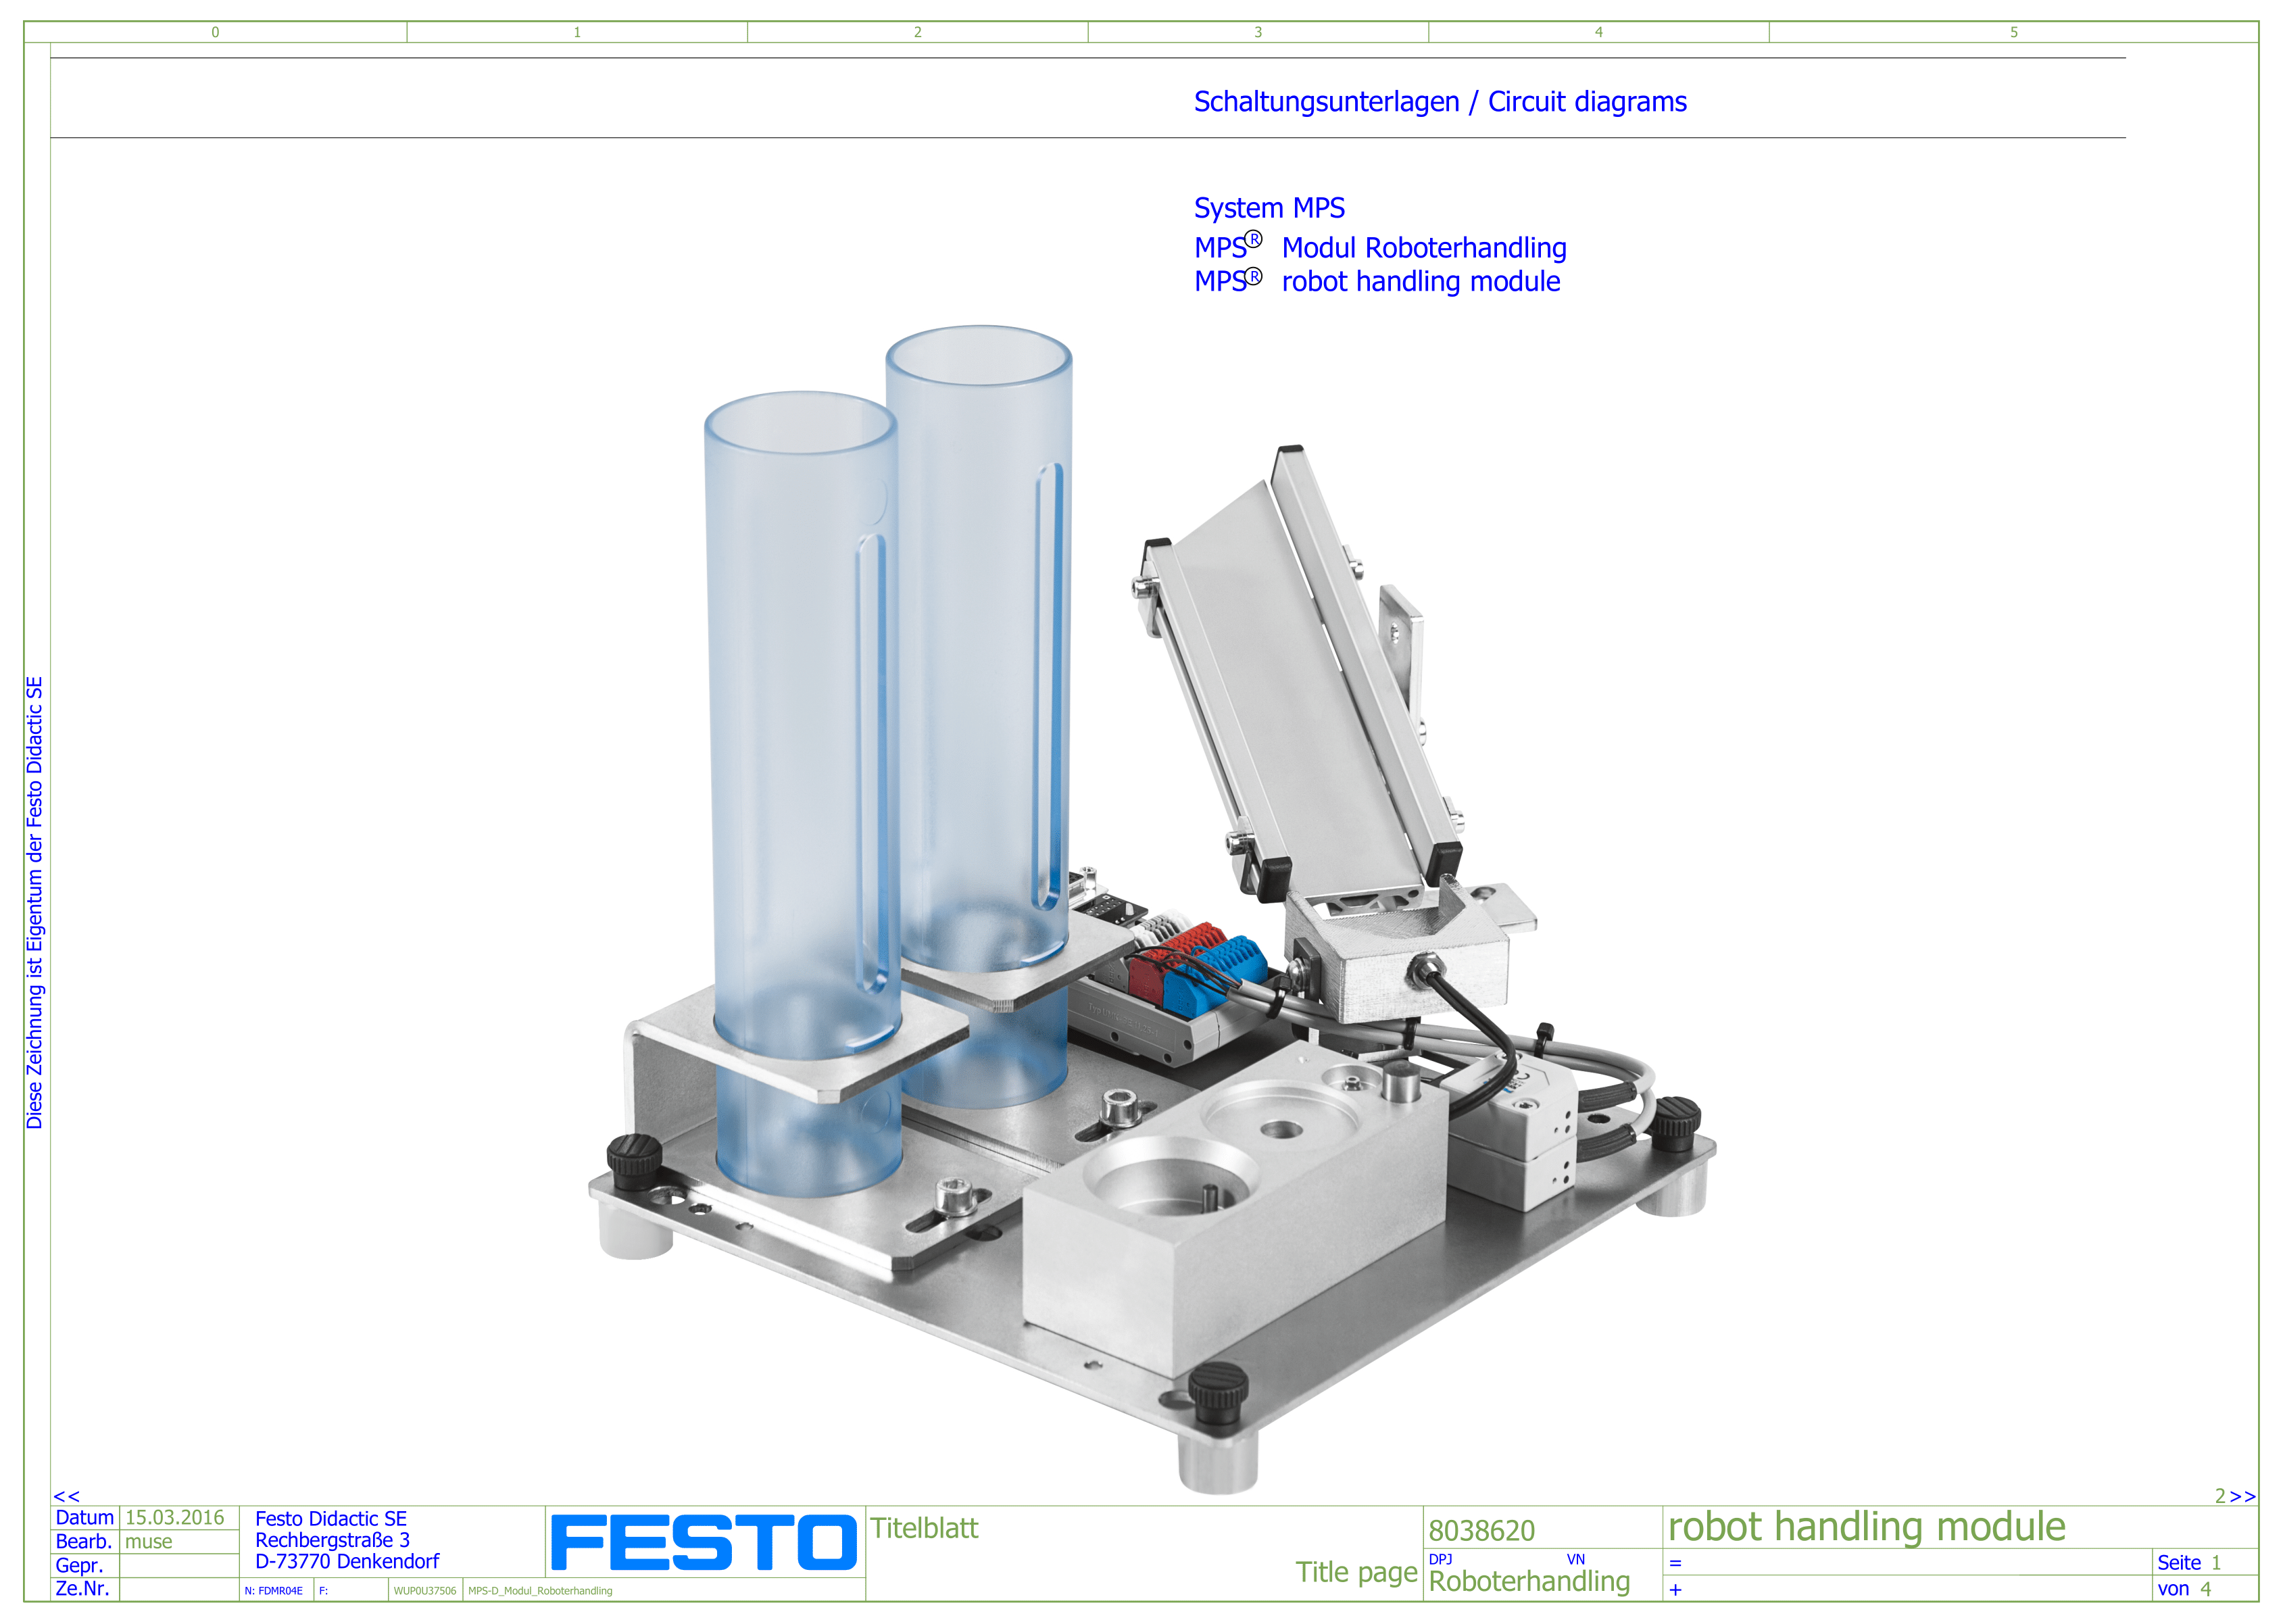 0 1 2 3 4 5
Schaltungsunterlagen / Circuit diagrams
System MPS
MPS® Modul Roboterhandling
MPS® robot handling module
Diese Zeichnung ist Eigentum der Festo Didactic SE
<<
2>>
Datum 15.03.2016
Bearb. muse
Gepr.
Ze.Nr.
Festo Didactic SE
Rechbergstraße 3
D-73770 Denkendorf
N: FDMR04E F: WUP0U37506 MPS-D_Modul_Roboterhandling
FESTO
Titelblatt
Title page
8038620
DPJ VN
Roboterhandling
robot handling module
=
+
Seite 1
von 4